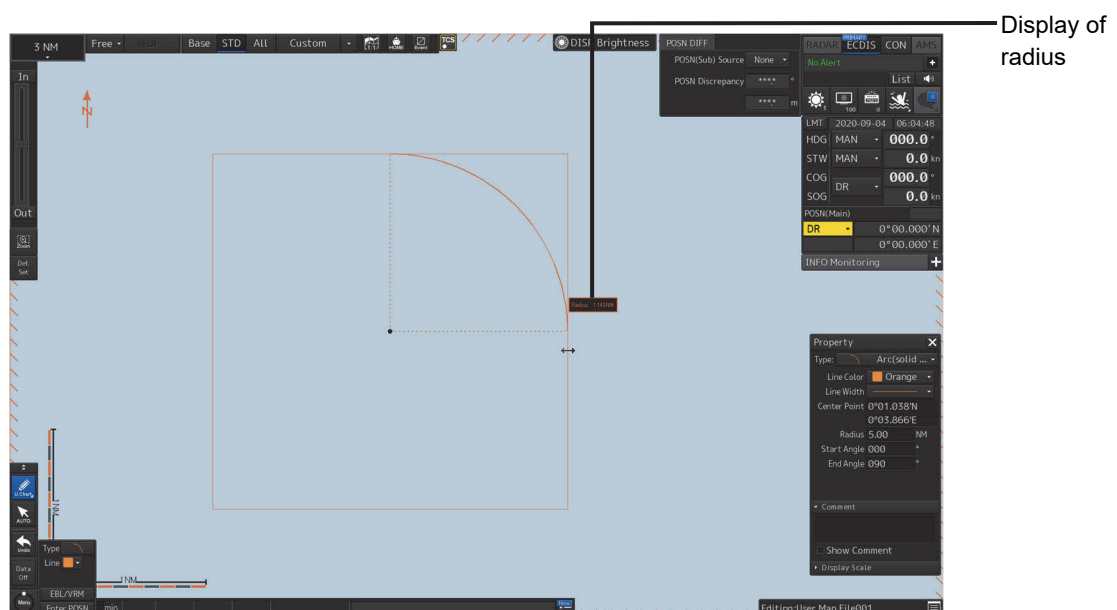 Display of
radius
3 NM
Free
Base STD All Custom
L1:1
HOME
Event
TCS
DISP Brightness
POSN DIFF
POSN(Sub) Source None
POSN Discrepancy ***.* °
***.* m
PRIMARY
RADAR ECDIS CON AMS
No Alert
List
1 100 0
LMT 2020-09-04 06:04:48
HDG MAN 000.0 °
STW MAN 0.0 kn
COG 000.0 °
DR
SOG 0.0 kn
POSN(Main)
DR 0°00.000'N
0°00.000'E
INFO Monitoring
In
N
Out
Zoom
Def.
Set.
Property
Type: Arc(solid ...
Line Color Orange
Line Width
Center Point 0°01.038'N
0°03.866'E
Radius 5.00 NM
Start Angle 000 °
End Angle 090 °
Comment
Show Comment
Display Scale
U.Chart
AUTO
Undo
Data
Off
Menu
1NM
1NM
Type
Line
EBL/VRM
Enter POSN
min
New
Editing:User Map File001